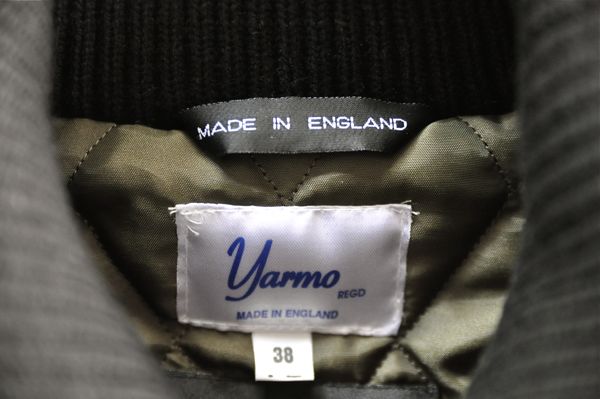 MADE IN ENGLAND
Yarmo
REGD
MADE IN ENGLAND
38